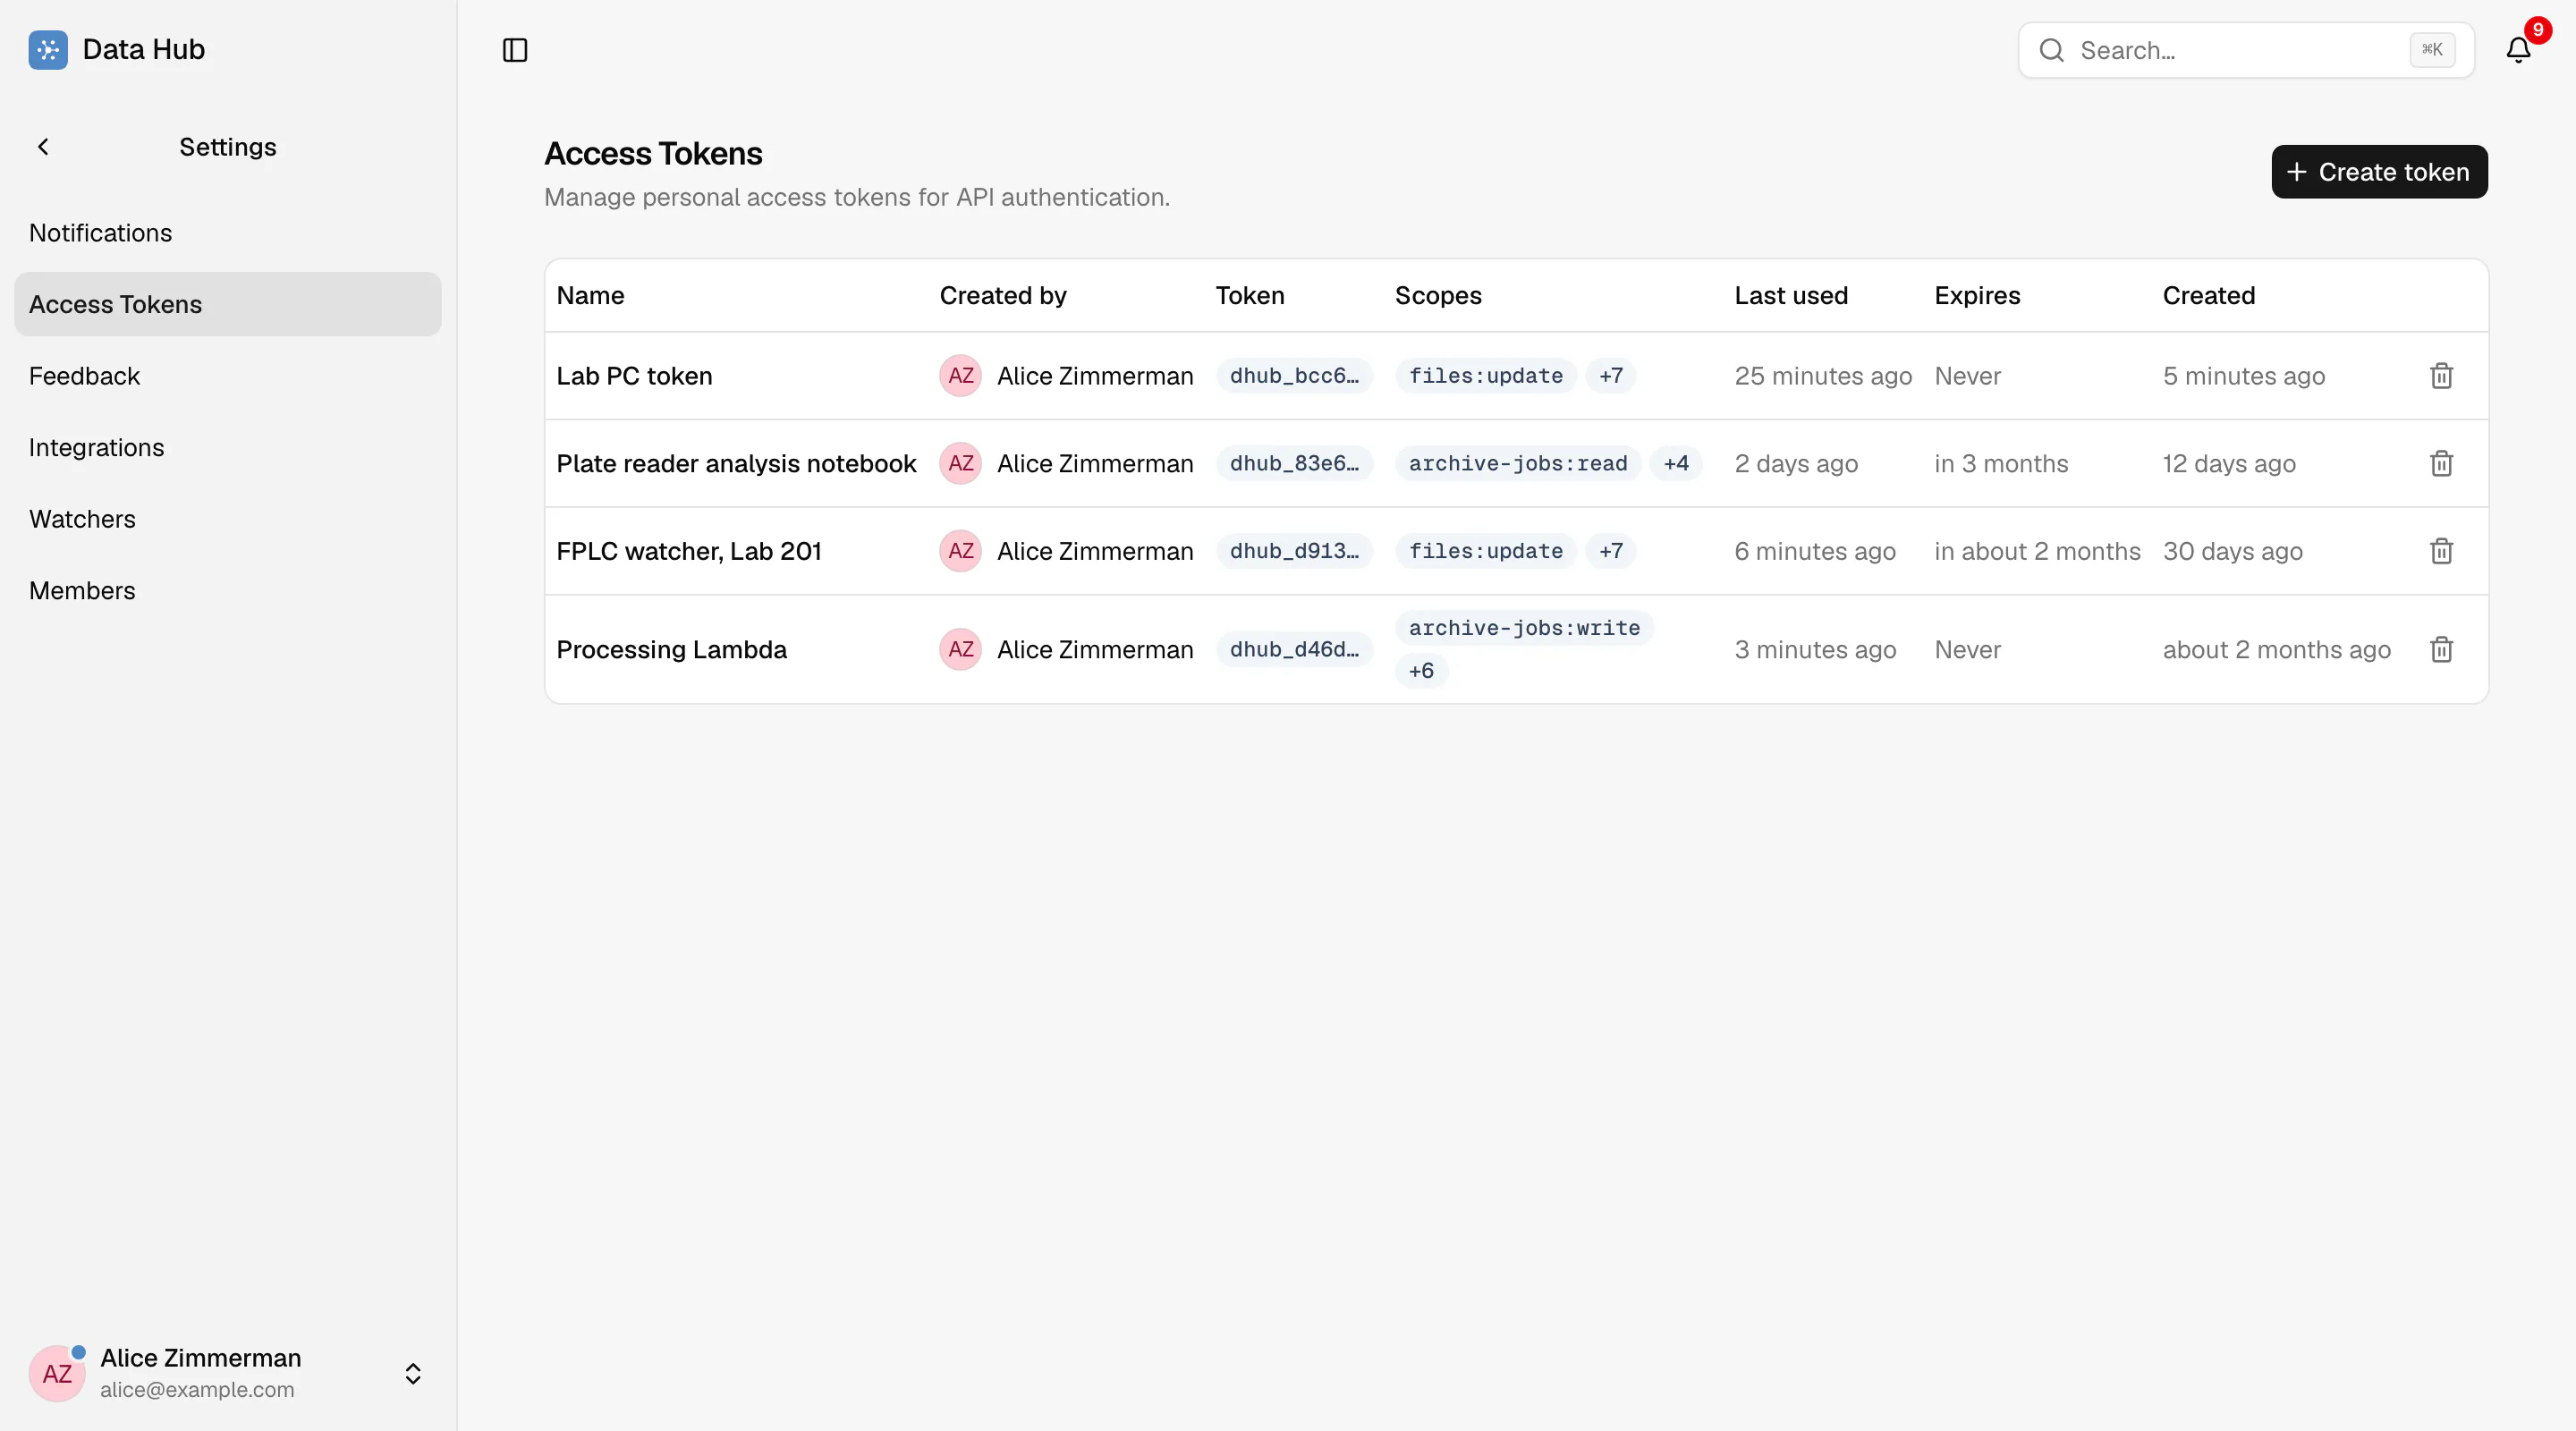 Data Hub
Search...
⌘K
9
Settings
Notifications
Access Tokens
Feedback
Integrations
Watchers
Members
Access Tokens
Manage personal access tokens for API authentication.
+ Create token
Name Created by Token Scopes Last used Expires Created
Lab PC token AZ Alice Zimmerman dhub_bcc6… files:update +7 25 minutes ago Never 5 minutes ago
Plate reader analysis notebook AZ Alice Zimmerman dhub_83e6… archive-jobs:read +4 2 days ago in 3 months 12 days ago
FPLC watcher, Lab 201 AZ Alice Zimmerman dhub_d913… files:update +7 6 minutes ago in about 2 months 30 days ago
Processing Lambda AZ Alice Zimmerman dhub_d46d… archive-jobs:write +6 3 minutes ago Never about 2 months ago
AZ Alice Zimmerman
alice@example.com